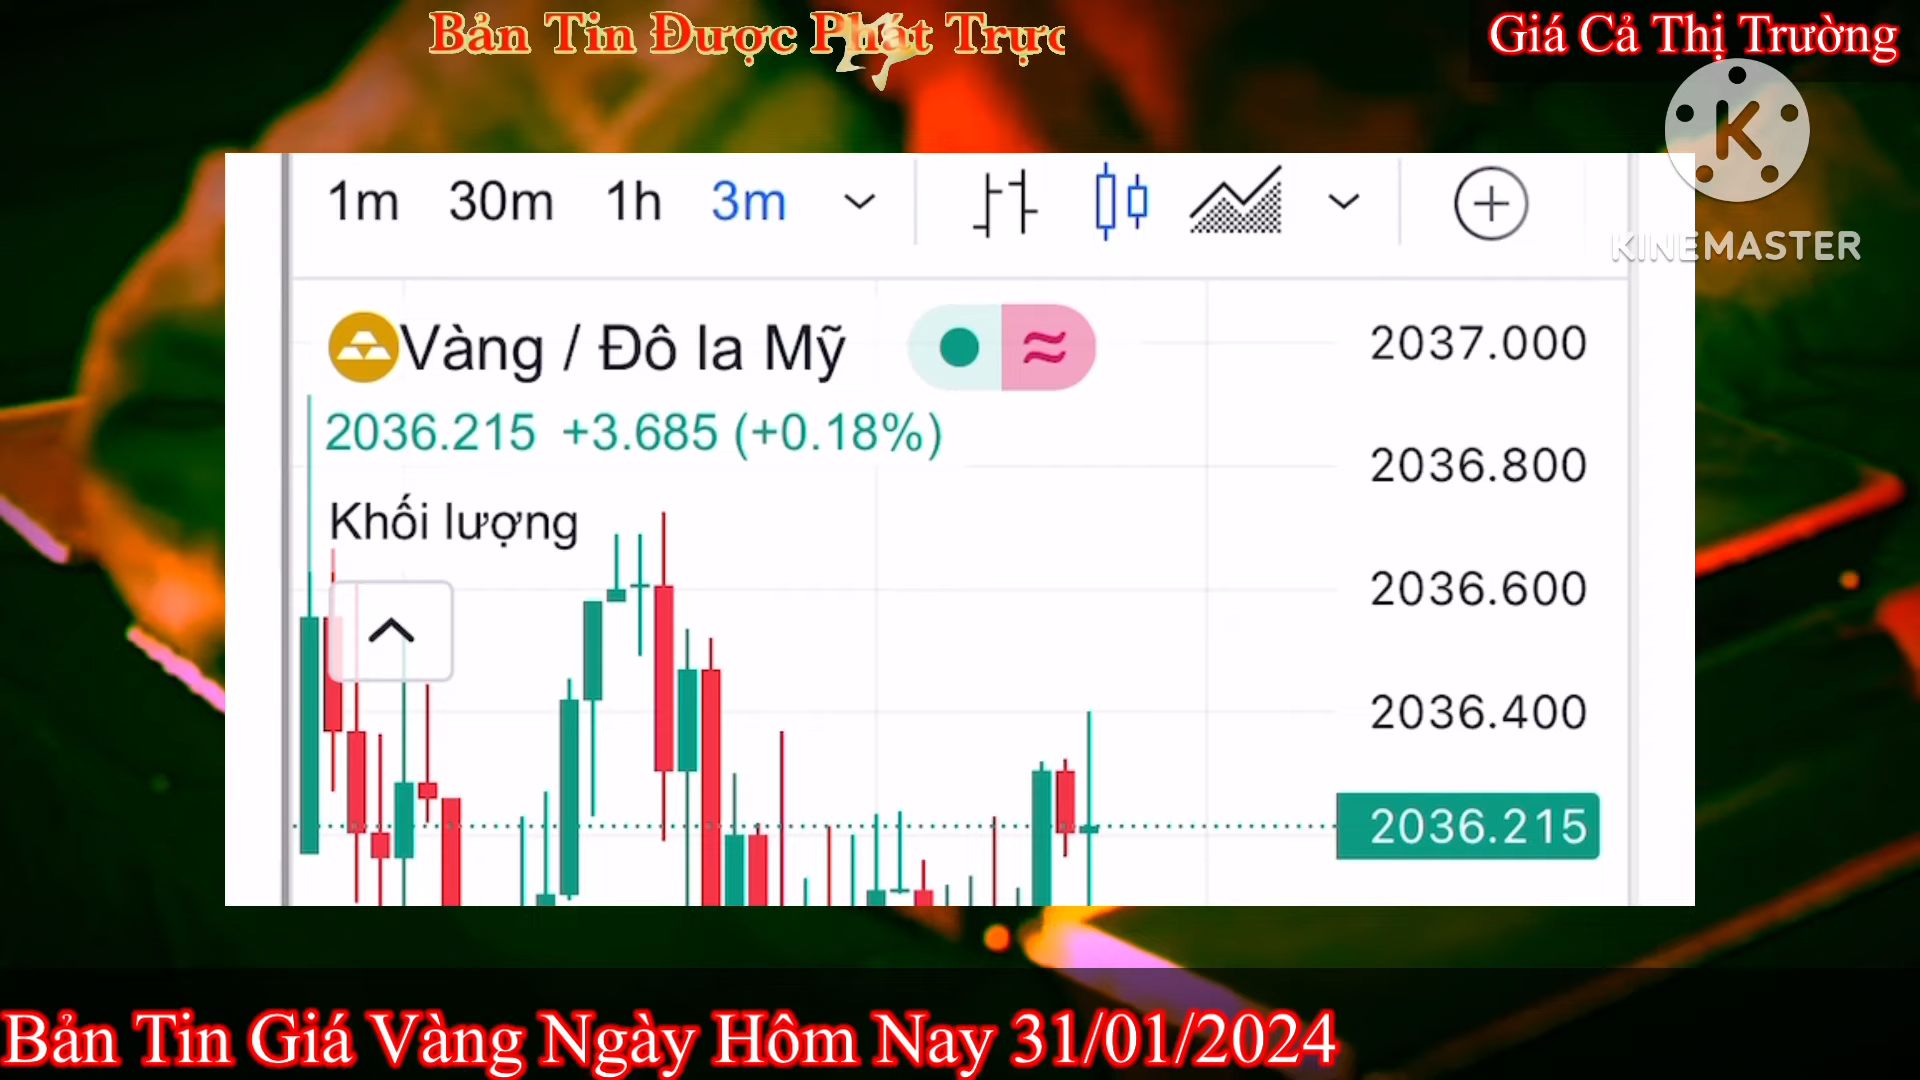 Bản Tin Được Phát Trực
Giá Cả Thị Trường
K
KINEMASTER
1m 30m 1h 3m
Vàng / Đô la Mỹ
2036.215 +3.685 (+0.18%)
Khối lượng
2037.000
2036.800
2036.600
2036.400
2036.215
Bản Tin Giá Vàng Ngày Hôm Nay 31/01/2024